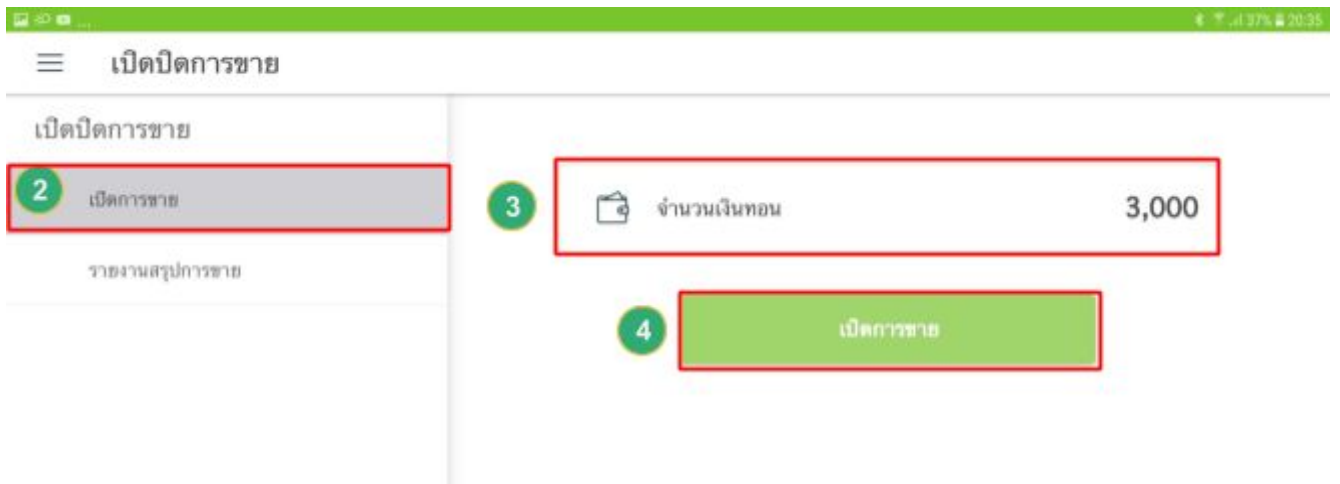 37% 20:35
เปิดปิดการขาย
เปิดปิดการขาย
2 เปิดการขาย
3 จำนวนเงินทอน 3,000
รายงานสรุปการขาย
4 เปิดการขาย